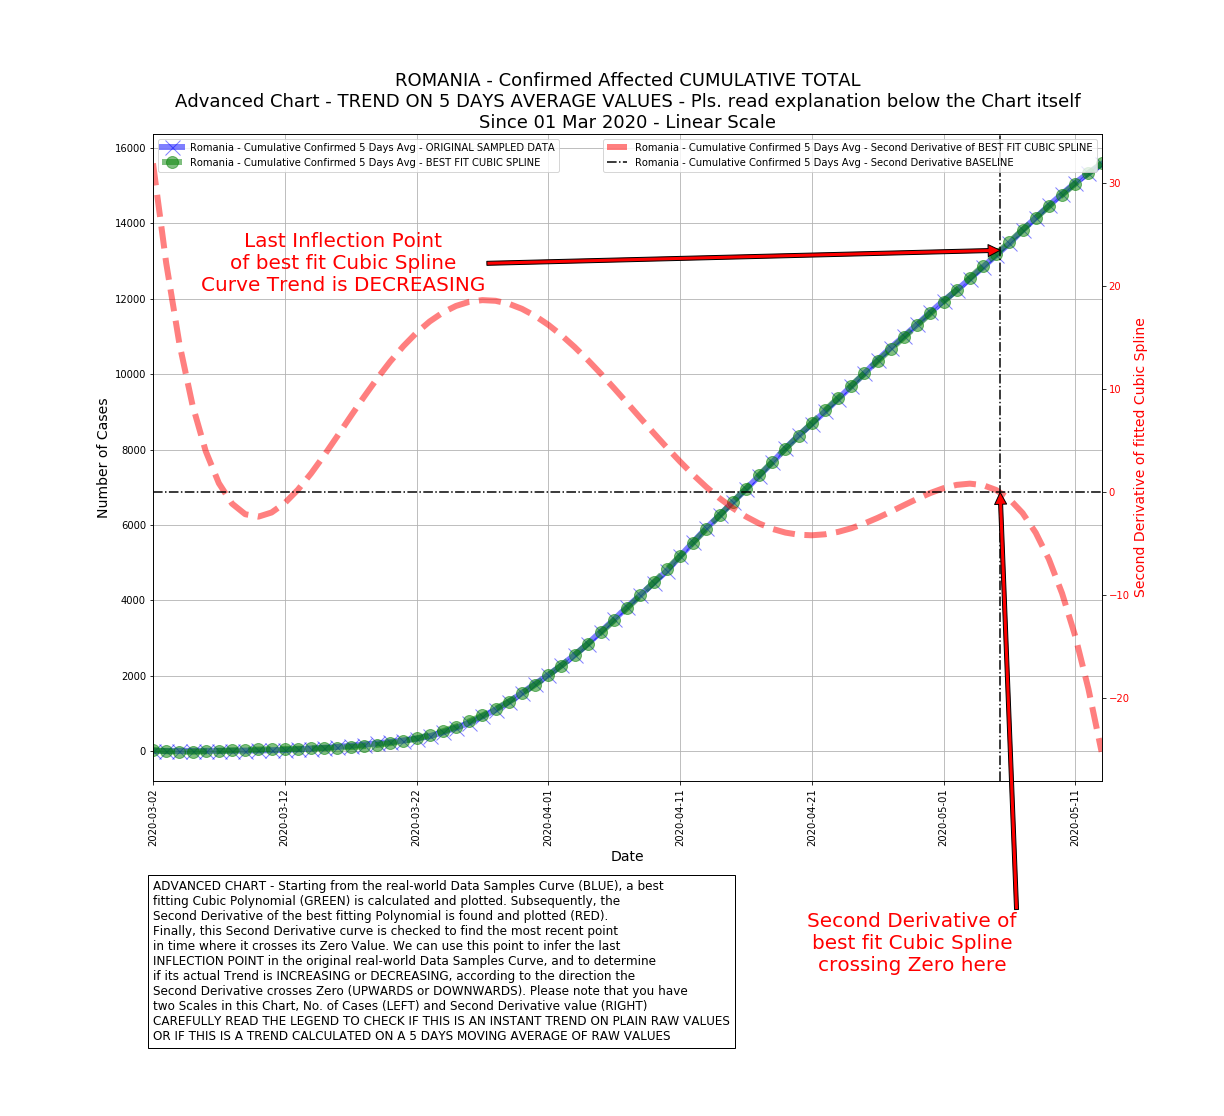 ROMANIA - Confirmed Affected CUMULATIVE TOTAL
Advanced Chart - TREND ON 5 DAYS AVERAGE VALUES - Pls. read explanation below the Chart itself
Since 01 Mar 2020 - Linear Scale
Romania - Cumulative Confirmed 5 Days Avg - ORIGINAL SAMPLED DATA
Romania - Cumulative Confirmed 5 Days Avg - BEST FIT CUBIC SPLINE
Romania - Cumulative Confirmed 5 Days Avg - Second Derivative of BEST FIT CUBIC SPLINE
Romania - Cumulative Confirmed 5 Days Avg - Second Derivative BASELINE
Last Inflection Point
of best fit Cubic Spline
Curve Trend is DECREASING
Number of Cases
16000
14000
12000
10000
8000
6000
4000
2000
0
30
20
10
0
−10
−20
Second Derivative of fitted Cubic Spline
2020-03-02
2020-03-12
2020-03-22
2020-04-01
2020-04-11
2020-04-21
2020-05-01
2020-05-11
Date
ADVANCED CHART - Starting from the real-world Data Samples Curve (BLUE), a best
fitting Cubic Polynomial (GREEN) is calculated and plotted. Subsequently, the
Second Derivative of the best fitting Polynomial is found and plotted (RED).
Finally, this Second Derivative curve is checked to find the most recent point
in time where it crosses its Zero Value. We can use this point to infer the last
INFLECTION POINT in the original real-world Data Samples Curve, and to determine
if its actual Trend is INCREASING or DECREASING, according to the direction the
Second Derivative crosses Zero (UPWARDS or DOWNWARDS). Please note that you have
two Scales in this Chart, No. of Cases (LEFT) and Second Derivative value (RIGHT)
CAREFULLY READ THE LEGEND TO CHECK IF THIS IS AN INSTANT TREND ON PLAIN RAW VALUES
OR IF THIS IS A TREND CALCULATED ON A 5 DAYS MOVING AVERAGE OF RAW VALUES
Second Derivative of
best fit Cubic Spline
crossing Zero here